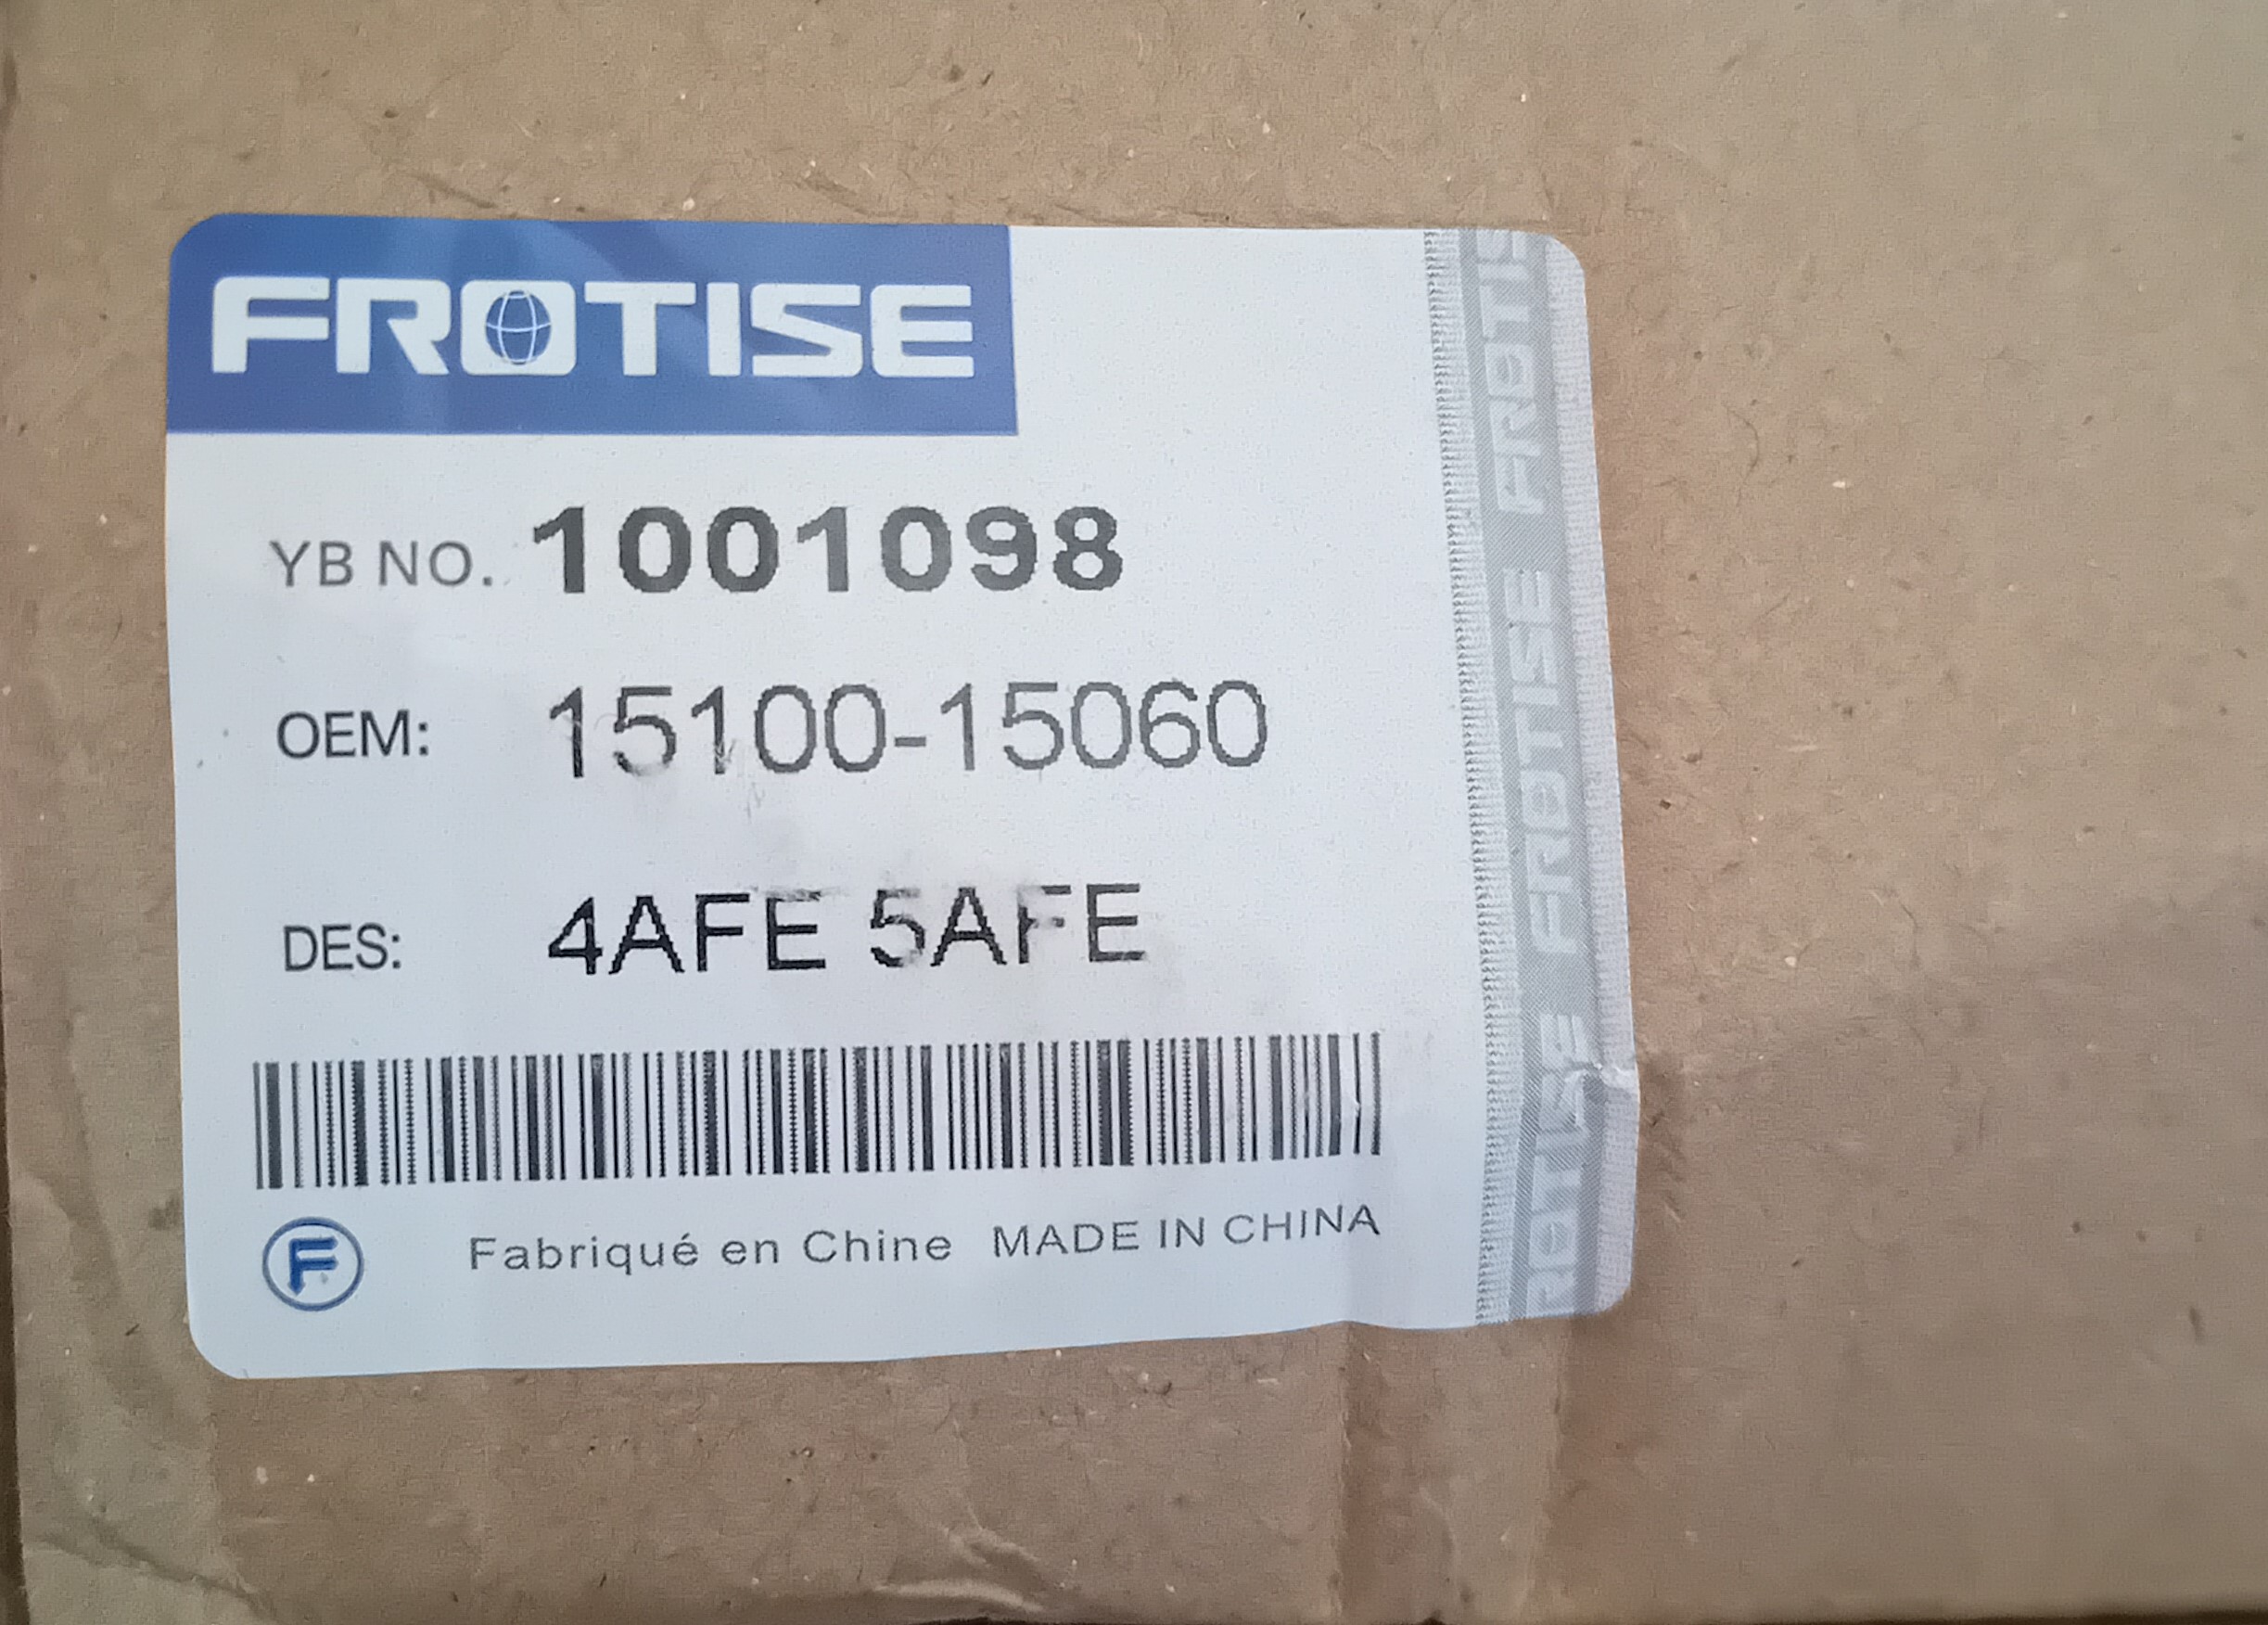 FROTISE
YB NO. 1001098
OEM: 15100-15060
DES: 4AFE 5AFE
F
Fabriqué en Chine MADE IN CHINA
FROTISE FROTISE FROTISE